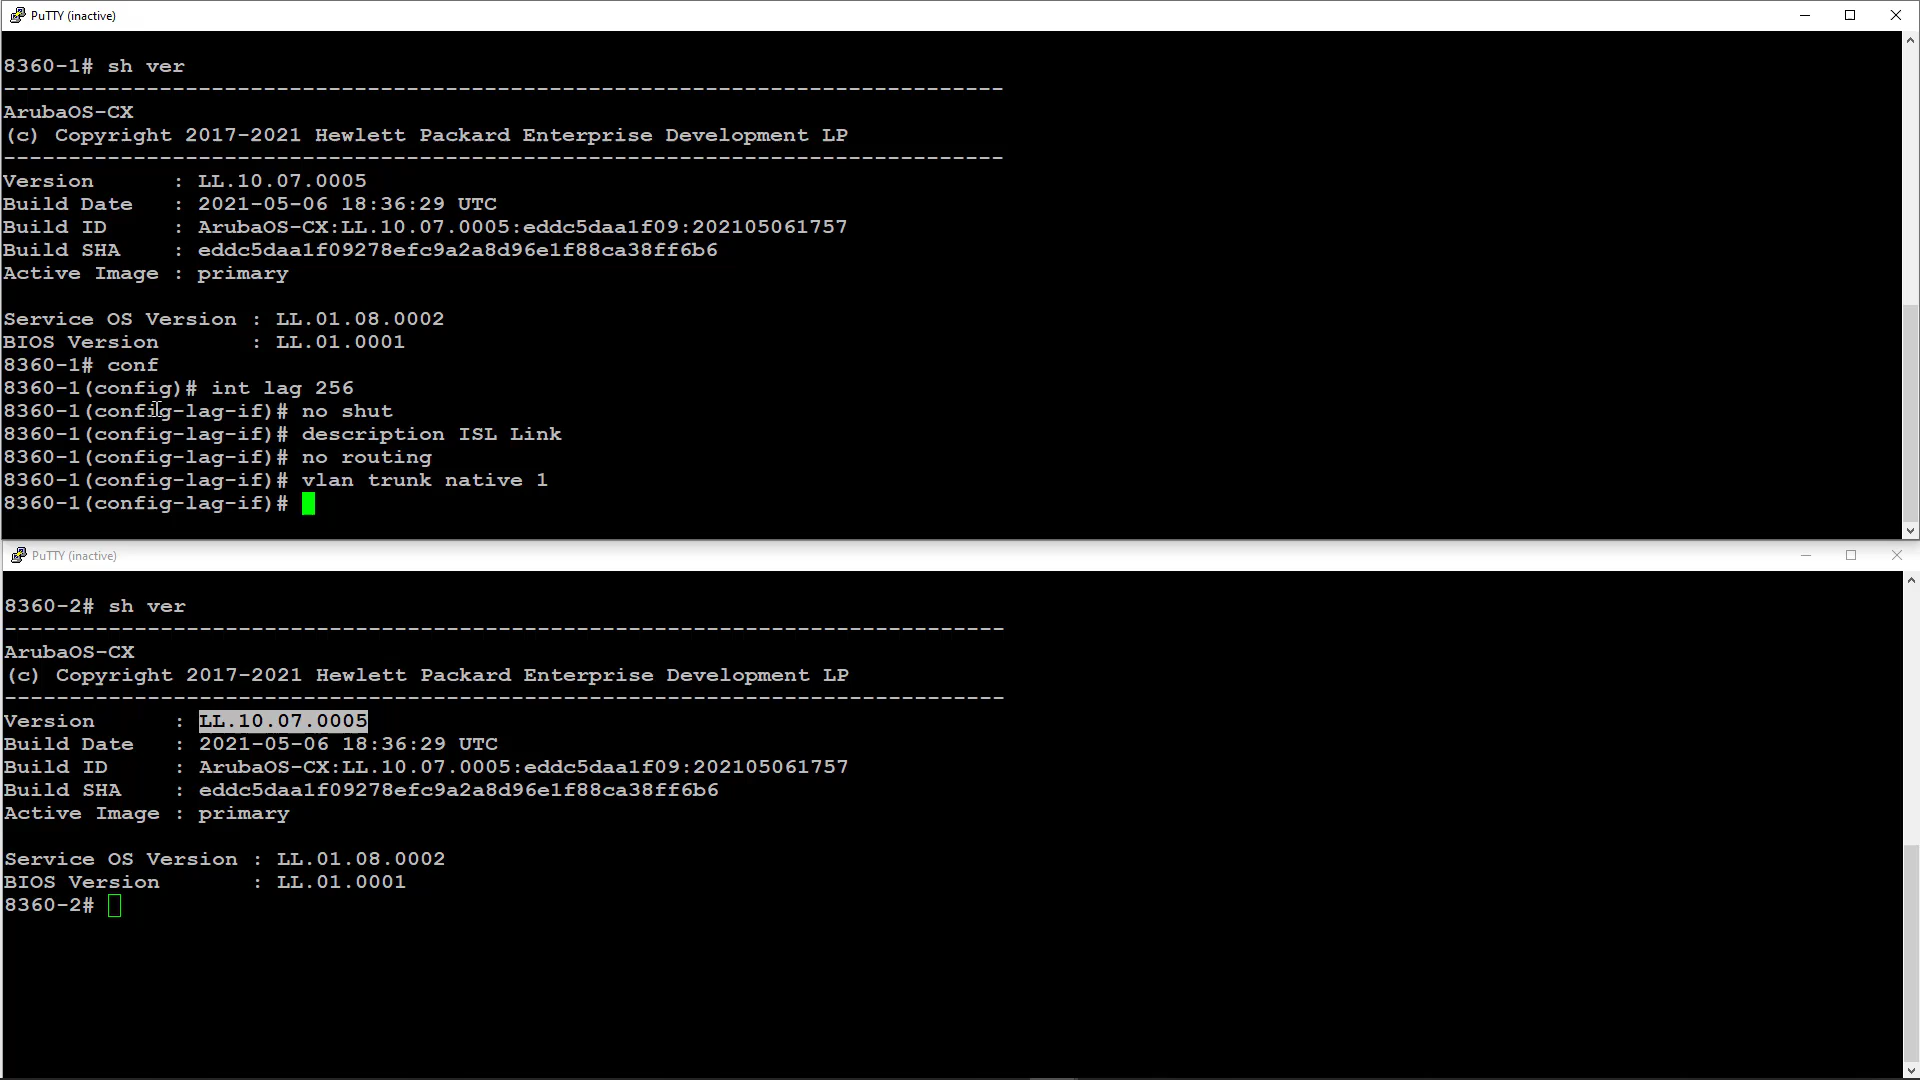 PuTTY (inactive)
8360-1# sh ver
-----------------------------------------------------------------------------
ArubaOS-CX
(c) Copyright 2017-2021 Hewlett Packard Enterprise Development LP
-----------------------------------------------------------------------------
Version      : LL.10.07.0005
Build Date   : 2021-05-06 18:36:29 UTC
Build ID     : ArubaOS-CX:LL.10.07.0005:eddc5daa1f09:202105061757
Build SHA    : eddc5daa1f09278efc9a2a8d96e1f88ca38ff6b6
Active Image : primary
Service OS Version : LL.01.08.0002
BIOS Version       : LL.01.0001
8360-1# conf
8360-1(config)# int lag 256
8360-1(config-lag-if)# no shut
8360-1(config-lag-if)# description ISL Link
8360-1(config-lag-if)# no routing
8360-1(config-lag-if)# vlan trunk native 1
8360-1(config-lag-if)#
PuTTY (inactive)
8360-2# sh ver
-----------------------------------------------------------------------------
ArubaOS-CX
(c) Copyright 2017-2021 Hewlett Packard Enterprise Development LP
-----------------------------------------------------------------------------
Version      : LL.10.07.0005
Build Date   : 2021-05-06 18:36:29 UTC
Build ID     : ArubaOS-CX:LL.10.07.0005:eddc5daa1f09:202105061757
Build SHA    : eddc5daa1f09278efc9a2a8d96e1f88ca38ff6b6
Active Image : primary
Service OS Version : LL.01.08.0002
BIOS Version       : LL.01.0001
8360-2#